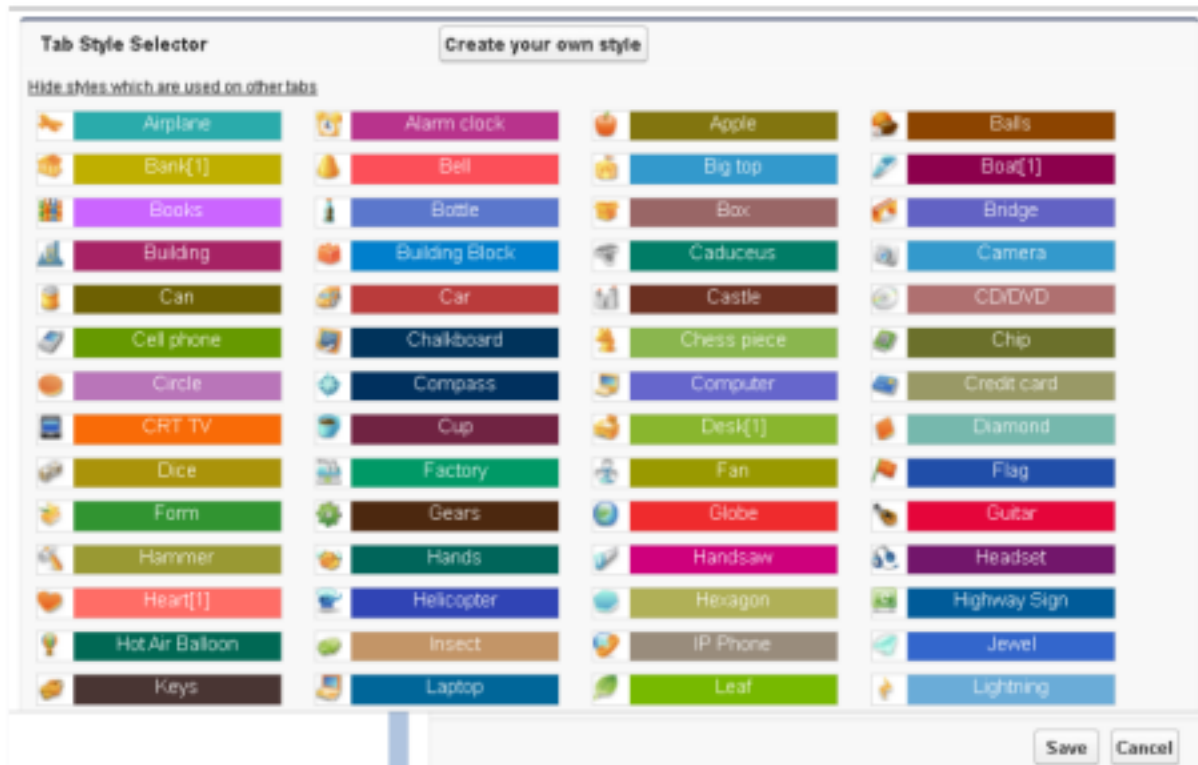 Tab Style Selector Create your own style
Hide styles which are used on other tabs
Airplane Alarm clock Apple Balls
Bank[1] Bell Big top Boat[1]
Books Bottle Box Bridge
Building Building Block Caduceus Camera
Can Car Castle CD/DVD
Cell phone Chalkboard Chess piece Chip
Circle Compass Computer Credit card
CRT TV Cup Desk[1] Diamond
Dice Factory Fan Flag
Form Gears Globe Guitar
Hammer Hands Handsaw Headset
Heart[1] Helicopter Hexagon Highway Sign
Hot Air Balloon Insect IP Phone Jewel
Keys Laptop Leaf Lightning
Save Cancel